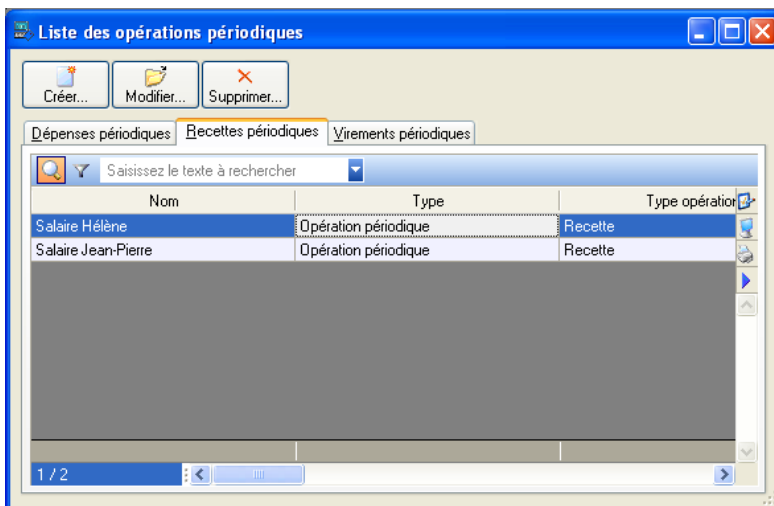 Liste des opérations périodiques
Créer... Modifier... Supprimer...
Dépenses périodiques Recettes périodiques Virements périodiques
Saisissez le texte à rechercher
Nom Type Type opération
Salaire Hélène Opération périodique Recette
Salaire Jean-Pierre Opération périodique Recette
1 / 2